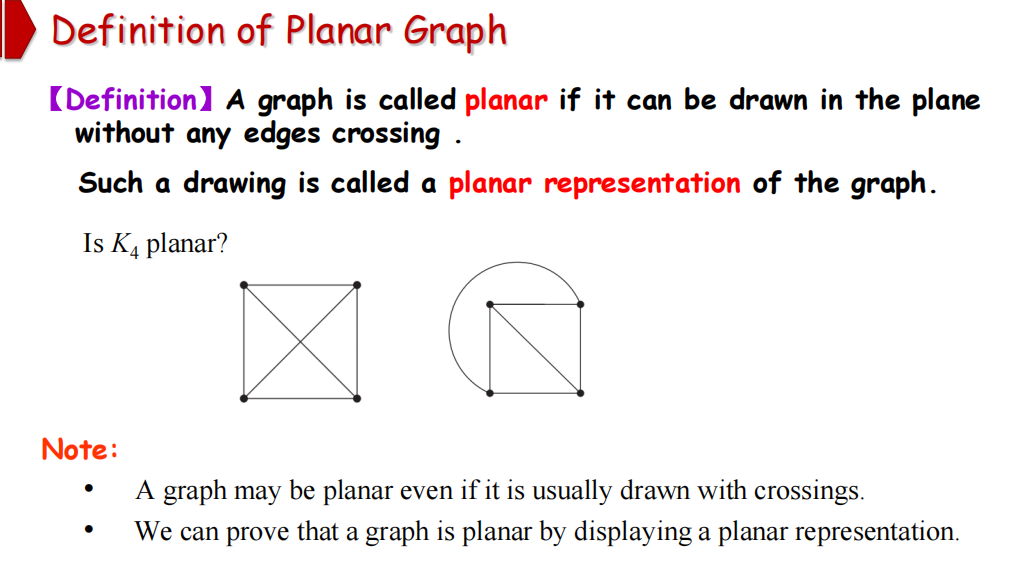 Definition of Planar Graph
【Definition】 A graph is called planar if it can be drawn in the plane
without any edges crossing .
Such a drawing is called a planar representation of the graph.
Is K₄ planar?
Note:
• A graph may be planar even if it is usually drawn with crossings.
• We can prove that a graph is planar by displaying a planar representation.